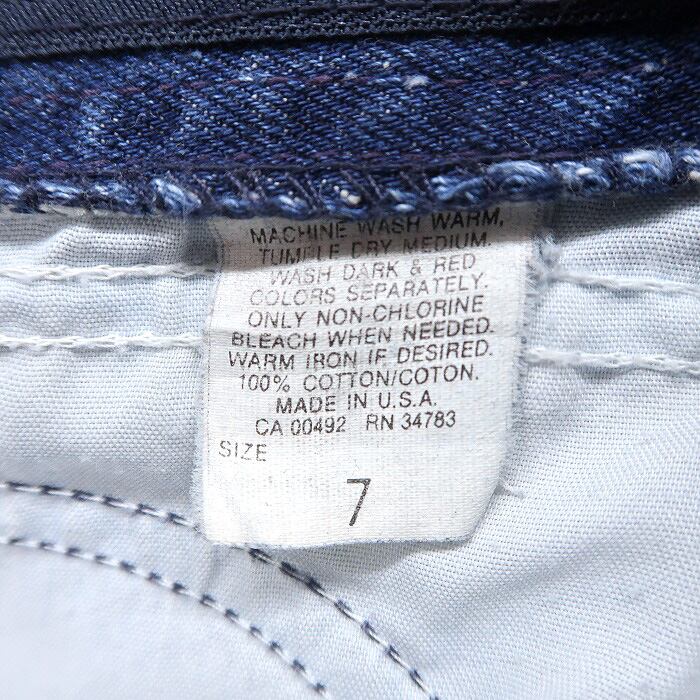 MACHINE WASH WARM,
TUMBLE DRY MEDIUM.
WASH DARK & RED
COLORS SEPARATELY.
ONLY NON-CHLORINE
BLEACH WHEN NEEDED.
WARM IRON IF DESIRED.
100% COTTON/COTON.
MADE IN U.S.A.
CA 00492 RN 34783
SIZE
7